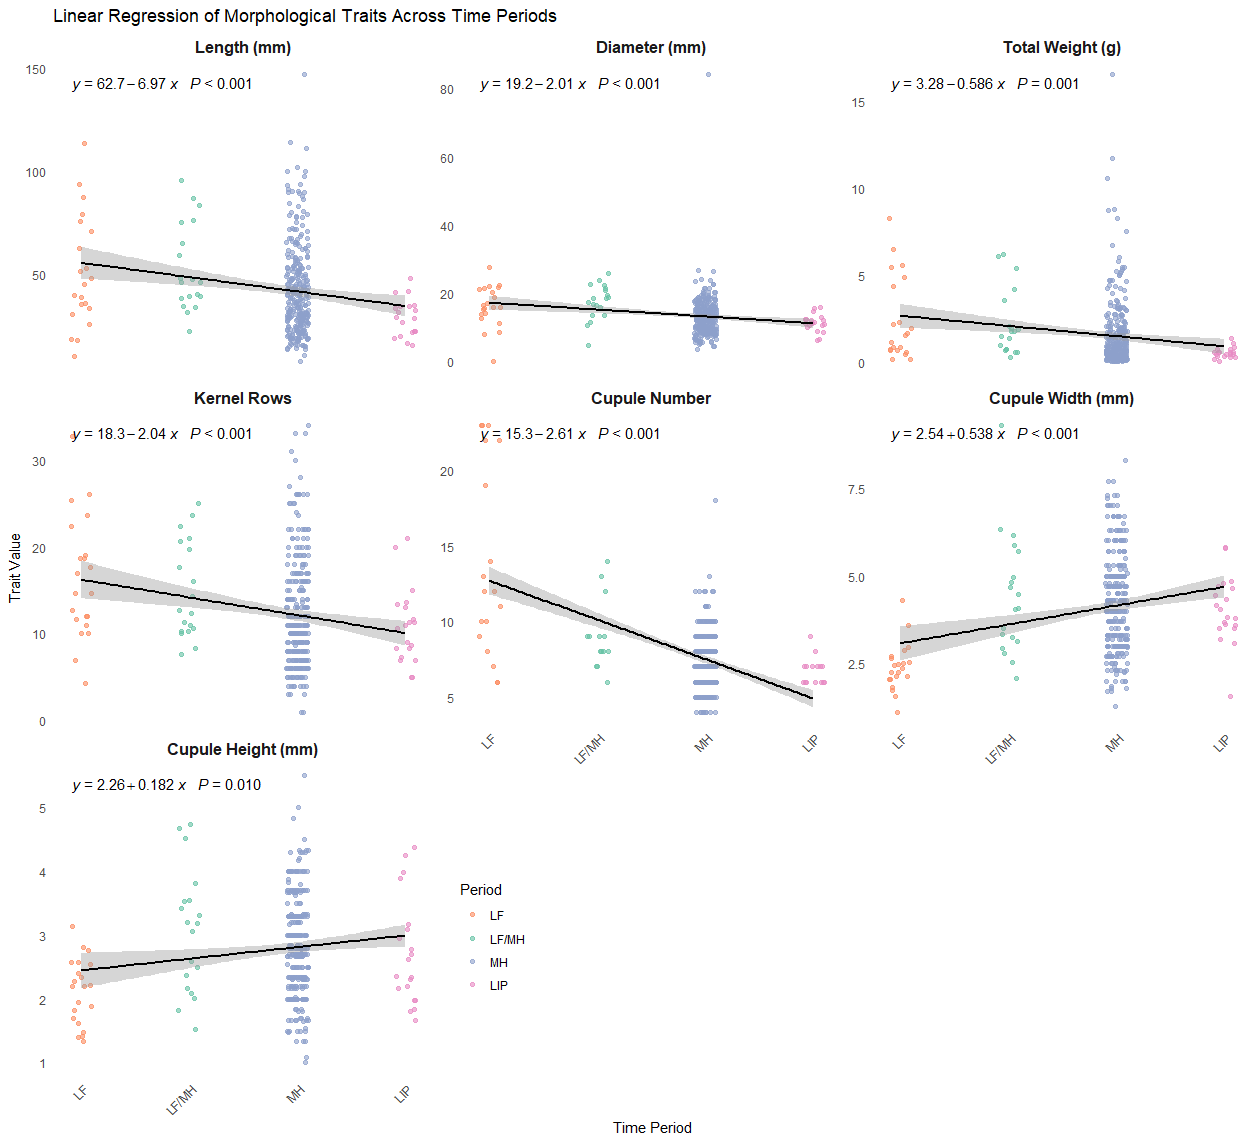 Linear Regression of Morphological Traits Across Time Periods
Length (mm)
y = 62.7 − 6.97 x P < 0.001
150
100
50
Diameter (mm)
y = 19.2 − 2.01 x P < 0.001
80
60
40
20
0
Total Weight (g)
y = 3.28 − 0.586 x P = 0.001
15
10
5
0
Kernel Rows
y = 18.3 − 2.04 x P < 0.001
30
20
10
0
Cupule Number
y = 15.3 − 2.61 x P < 0.001
20
15
10
5
LF
LF/MH
MH
LIP
Cupule Width (mm)
y = 2.54 + 0.538 x P < 0.001
7.5
5.0
2.5
LF
LF/MH
MH
LIP
Trait Value
Cupule Height (mm)
y = 2.26 + 0.182 x P = 0.010
5
4
3
2
1
LF
LF/MH
MH
LIP
Period
LF
LF/MH
MH
LIP
Time Period